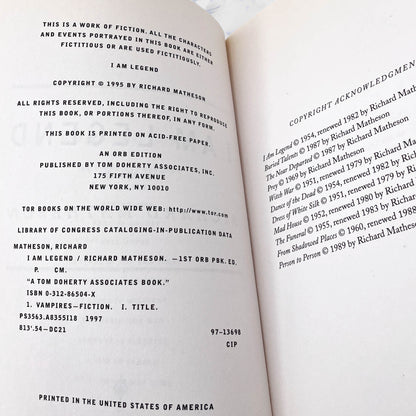 THIS IS A WORK OF FICTION. ALL THE CHARACTERS
AND EVENTS PORTRAYED IN THIS BOOK ARE EITHER
FICTITIOUS OR ARE USED FICTITIOUSLY.
I AM LEGEND
COPYRIGHT © 1995 BY RICHARD MATHESON
ALL RIGHTS RESERVED, INCLUDING THE RIGHT TO REPRODUCE
THIS BOOK, OR PORTIONS THEREOF, IN ANY FORM.
THIS BOOK IS PRINTED ON ACID-FREE PAPER.
AN ORB EDITION
PUBLISHED BY TOM DOHERTY ASSOCIATES, INC.
175 FIFTH AVENUE
NEW YORK, NY 10010
TOR BOOKS ON THE WORLD WIDE WEB: http://www.tor.com
LIBRARY OF CONGRESS CATALOGING-IN-PUBLICATION DATA
MATHESON, RICHARD
I AM LEGEND / RICHARD MATHESON. —1ST ORB PBK. ED.
P. CM.
"A TOM DOHERTY ASSOCIATES BOOK."
ISBN 0-312-86504-X
1. VAMPIRES—FICTION. I. TITLE.
PS3563.A8355I18 1997
813'.54—DC21 97-13698
CIP
PRINTED IN THE UNITED STATES OF AMERICA
COPYRIGHT ACKNOWLEDGMEN
I Am Legend © 1954, renewed 1982 by Richard Mathes
Buried Talents © 1987 by Richard Matheson
The Near Departed © 1987 by Richard Matheson
Prey © 1969 by Richard Matheson
Witch War © 1951, renewed 1979 by Richard Mathe
Dance of the Dead © 1954, renewed 1982 by Richar
Dress of White Silk © 1951, renewed 1979 by Rich
Mad House © 1952, renewed 1980 by Richard M
The Funeral © 1955, renewed 1983 by Richard M
From Shadowed Places © 1960, renewed 1988
Person to Person © 1989 by Richard Matheso